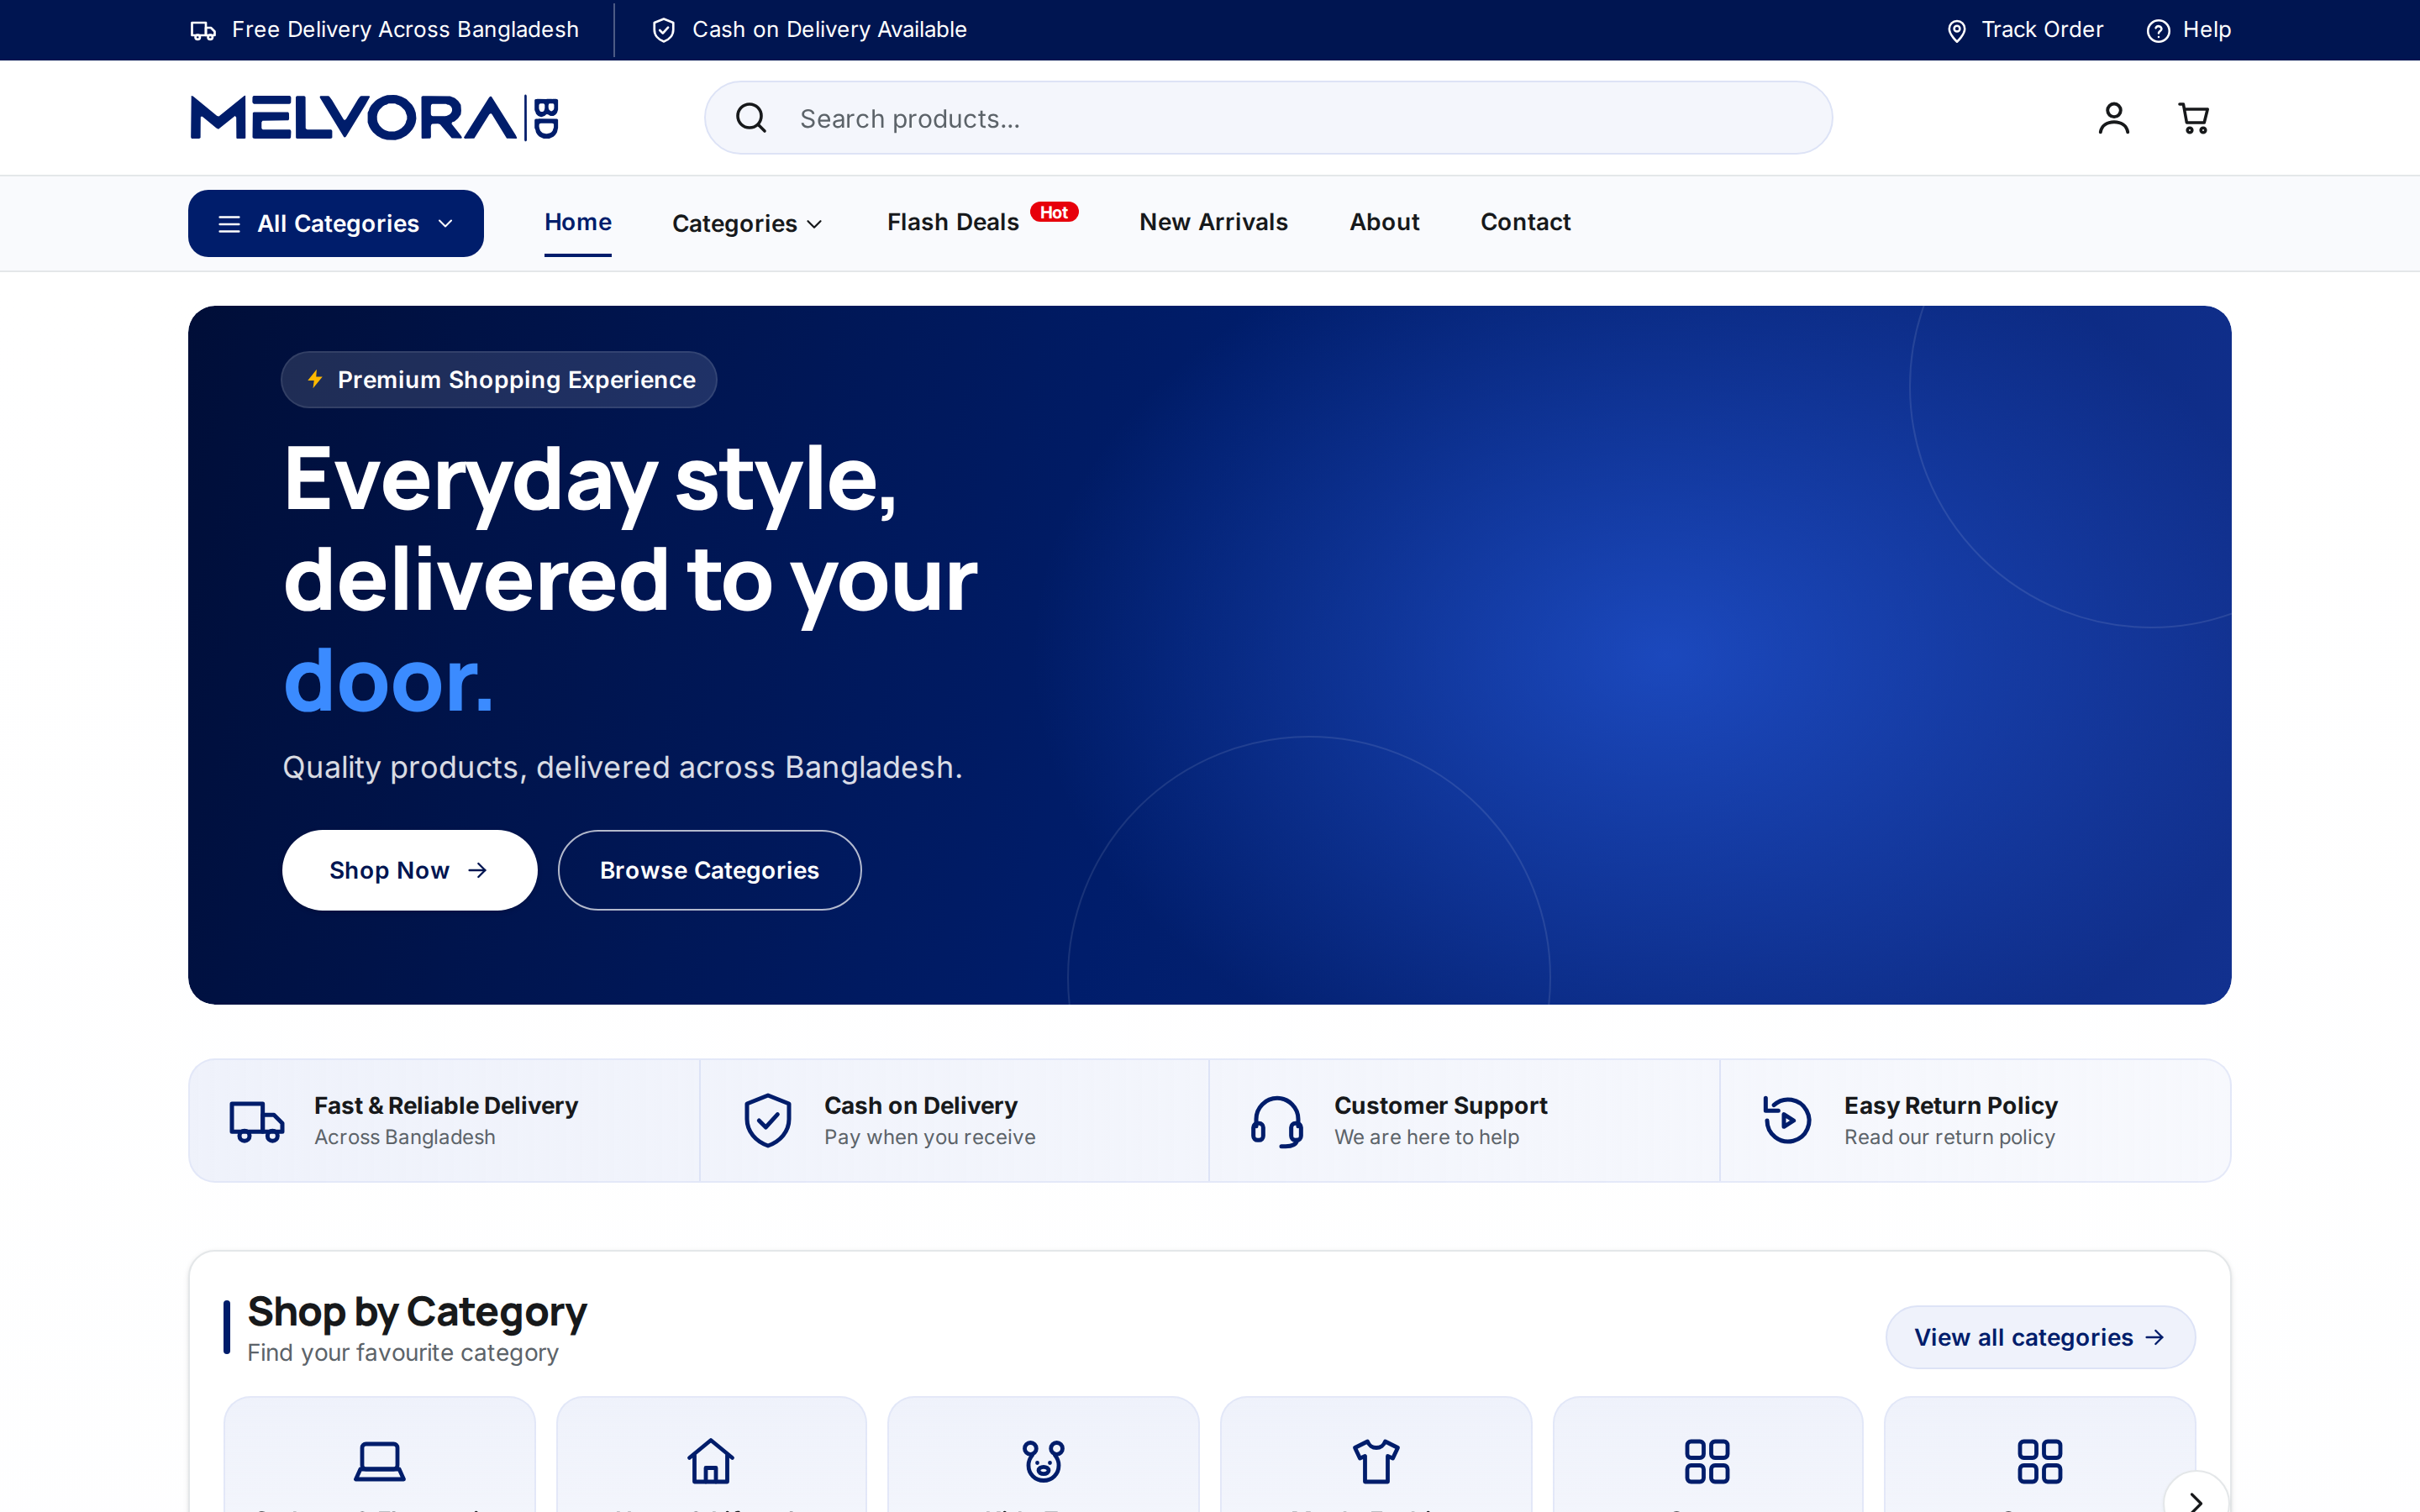 Free Delivery Across Bangladesh
Cash on Delivery Available
Track Order
Help
MELVORA BD
Search products...
All Categories
Home
Categories
Flash Deals
Hot
New Arrivals
About
Contact
Premium Shopping Experience
Everyday style,
delivered to your
door.
Quality products, delivered across Bangladesh.
Shop Now
Browse Categories
Fast & Reliable Delivery
Across Bangladesh
Cash on Delivery
Pay when you receive
Customer Support
We are here to help
Easy Return Policy
Read our return policy
Shop by Category
Find your favourite category
View all categories